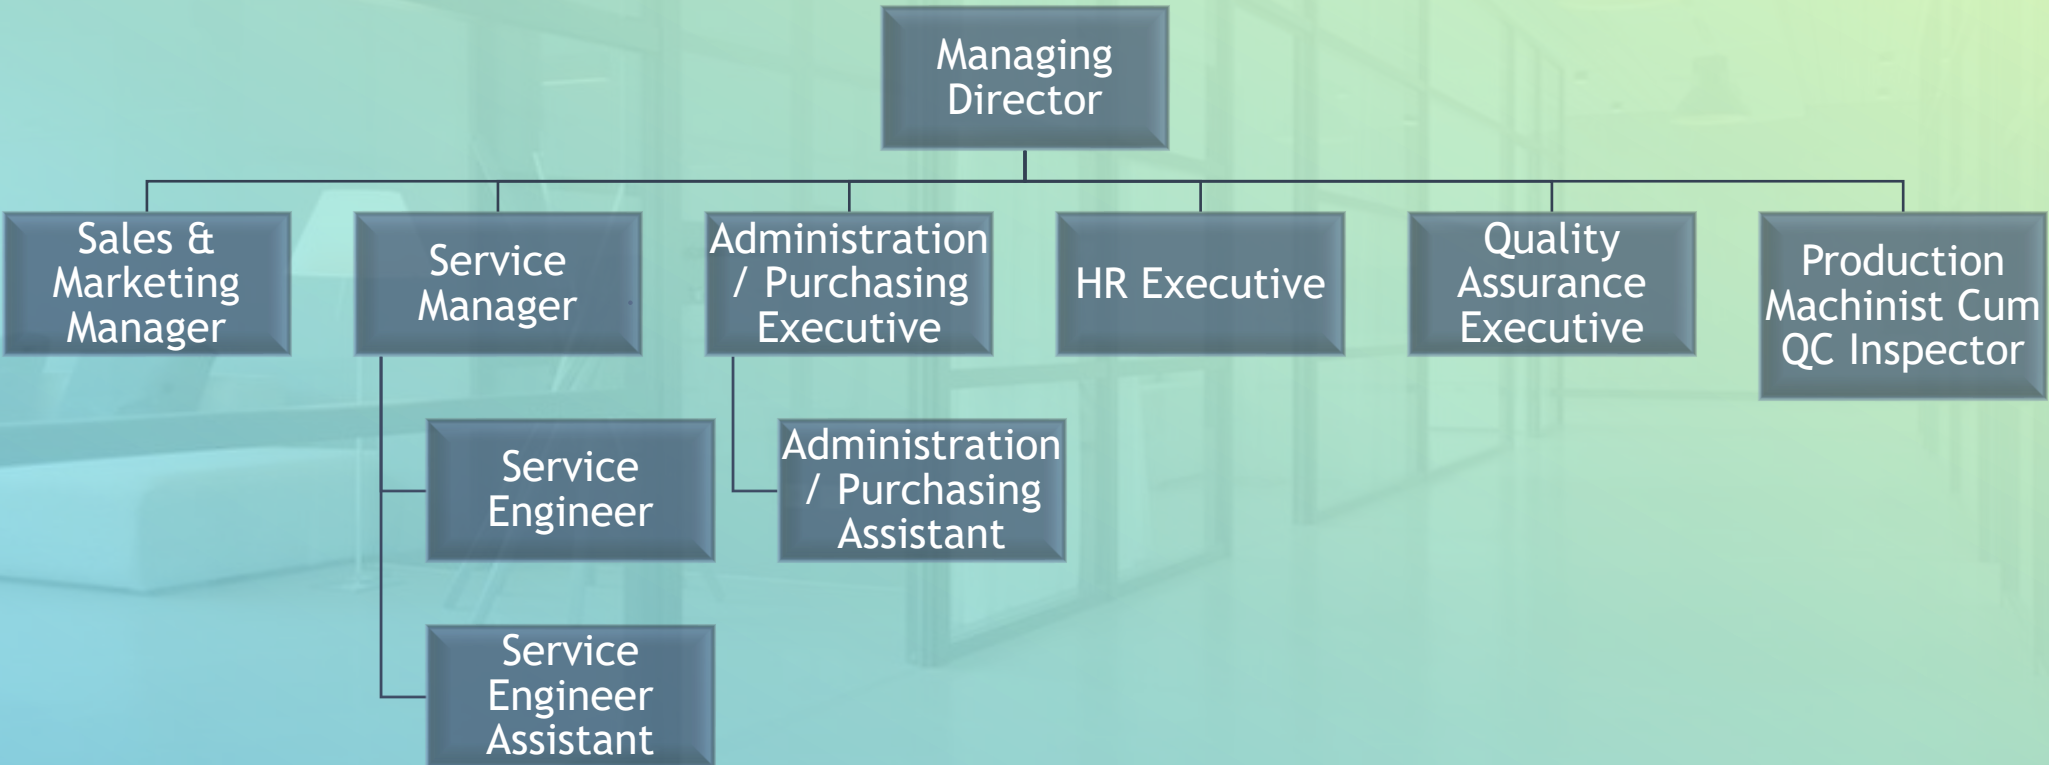 Managing
Director
Sales &
Marketing
Manager
Service
Manager
Administration
/ Purchasing
Executive
HR Executive
Quality
Assurance
Executive
Production
Machinist Cum
QC Inspector
Service
Engineer
Administration
/ Purchasing
Assistant
Service
Engineer
Assistant